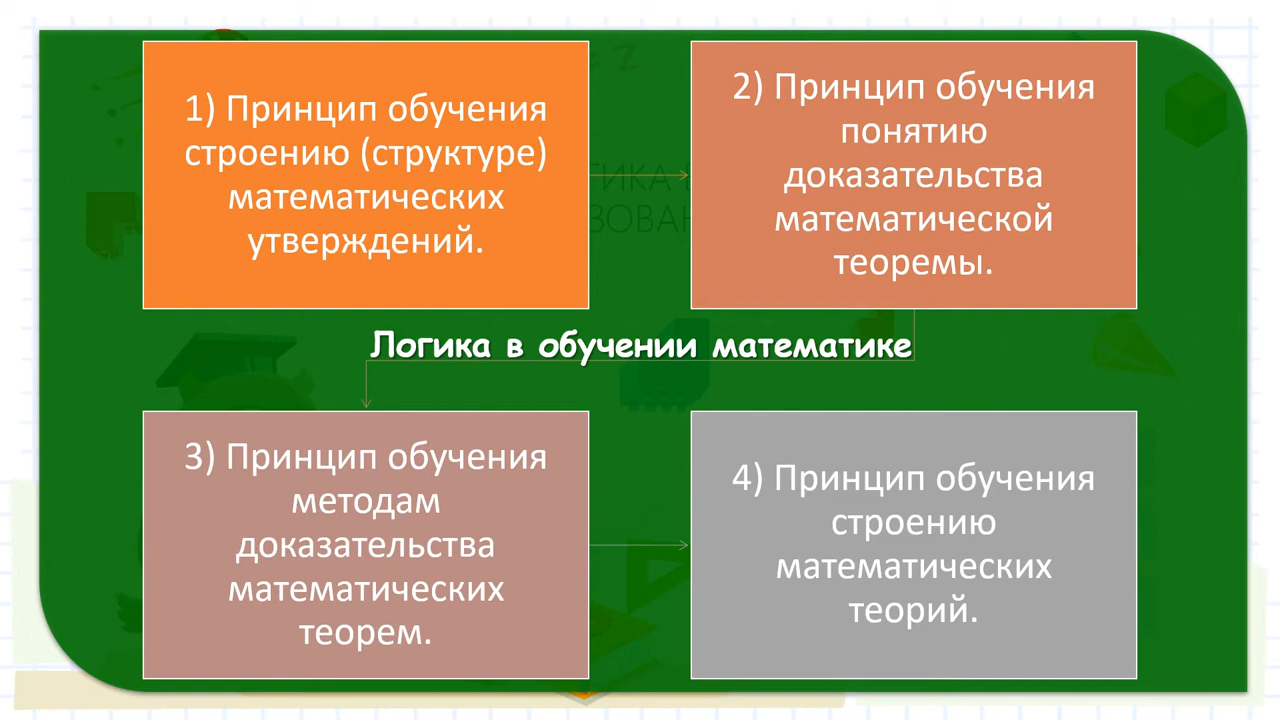 1) Принцип обучения
строению (структуре)
математических
утверждений.
2) Принцип обучения
понятию
доказательства
математической
теоремы.
Логика в обучении математике
3) Принцип обучения
методам
доказательства
математических
теорем.
4) Принцип обучения
строению
математических
теорий.